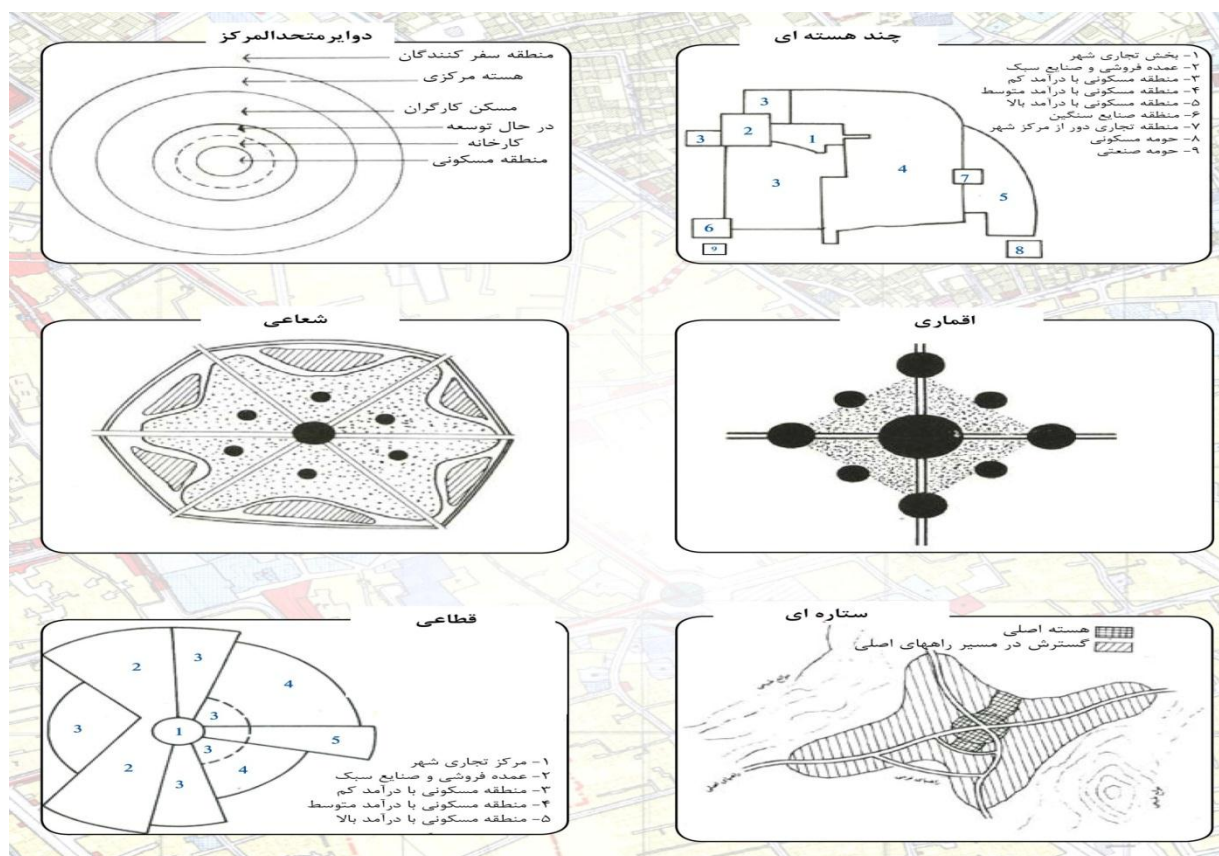 چند هسته ای
۱- بخش تجاری شهر
۲- عمده فروشی و صنایع سبک
۳- منطقه مسکونی با درآمد کم
۴- منطقه مسکونی با درآمد متوسط
۵- منطقه مسکونی با درآمد بالا
۶- منطقه صنایع سنگین
۷- منطقه تجاری دور از مرکز شهر
۸- حومه مسکونی
۹- حومه صنعتی
3
2
1
3
3
4
7
5
6
9
8
دوایرمتحدالمرکز
منطقه سفر کنندگان
هسته مرکزی
مسکن کارگران
در حال توسعه
کارخانه
منطقه مسکونی
اقماری
شعاعی
ستاره ای
هسته اصلی
گسترش در مسیر راههای اصلی
قطاعی
2
3
4
3
3
1
5
3
4
2
3
۱- مرکز تجاری شهر
۲- عمده فروشی و صنایع سبک
۳- منطقه مسکونی با درآمد کم
۴- منطقه مسکونی با درآمد متوسط
۵- منطقه مسکونی با درآمد بالا